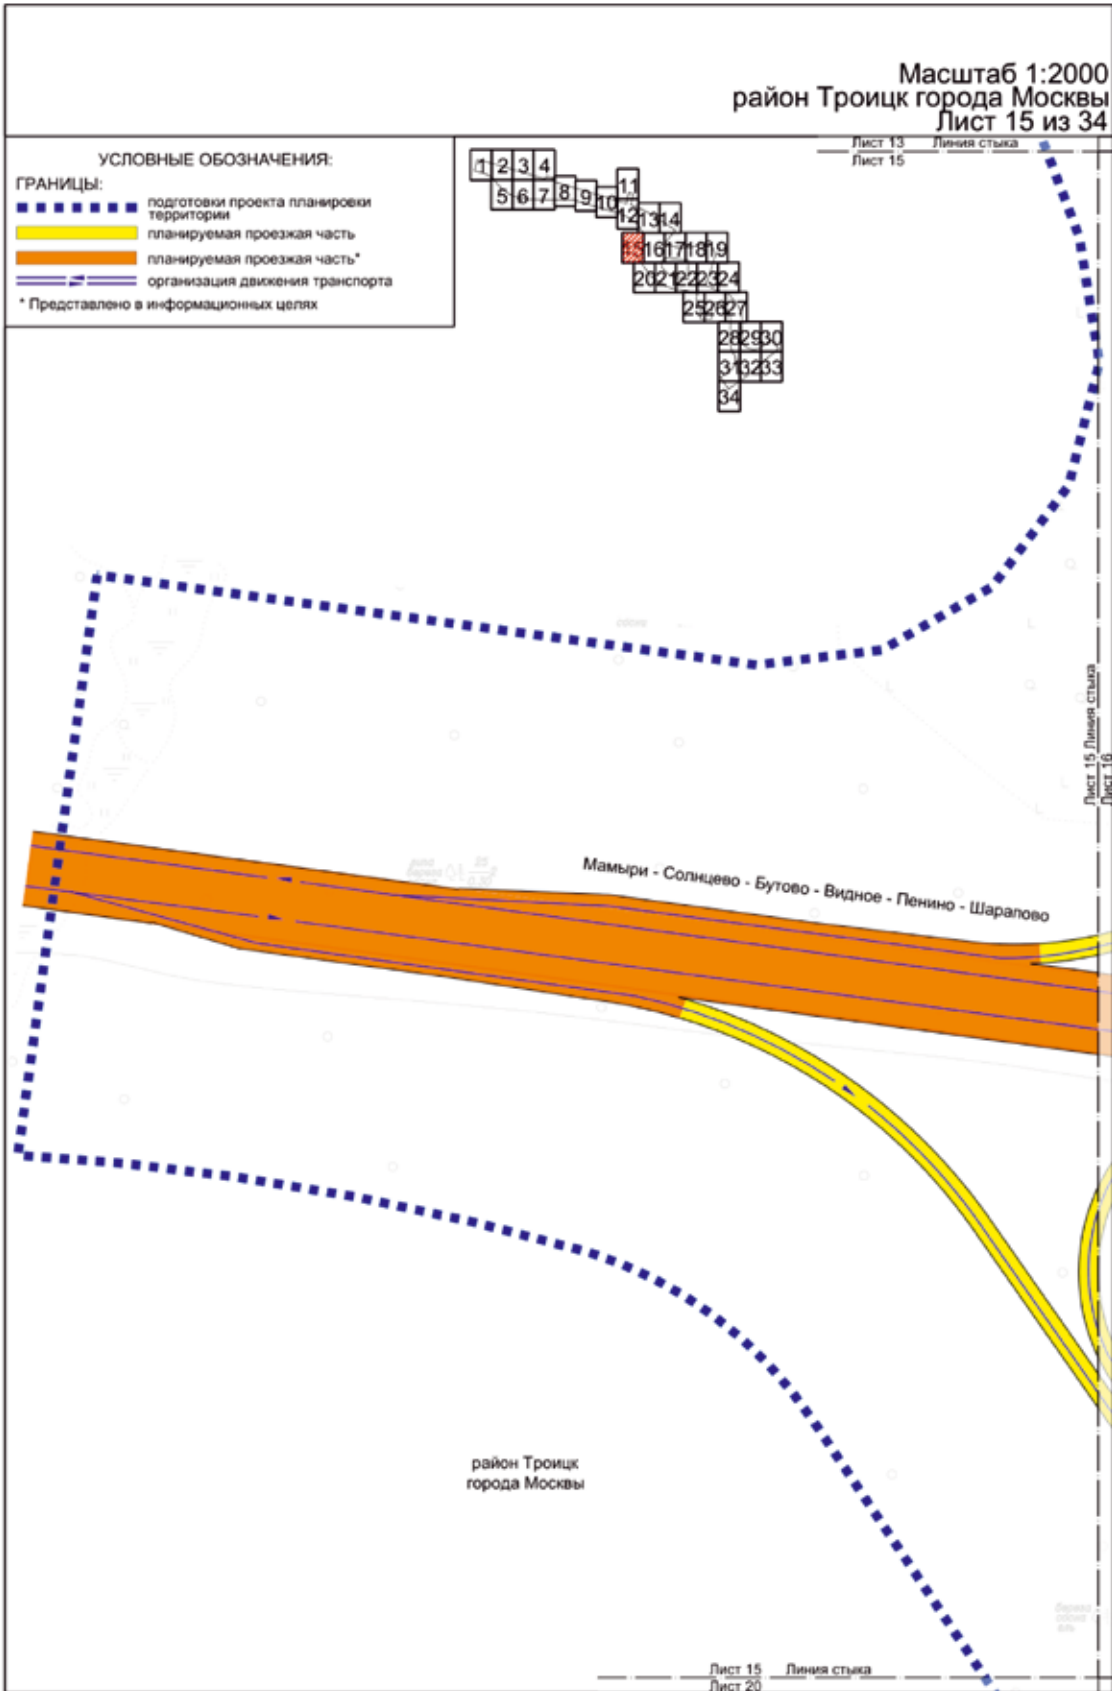 Масштаб 1:2000
район Троицк города Москвы
Лист 15 из 34
УСЛОВНЫЕ ОБОЗНАЧЕНИЯ:
ГРАНИЦЫ:
подготовки проекта планировки
территории
планируемая проезжая часть
планируемая проезжая часть*
организация движения транспорта
* Представлено в информационных целях
1 2 3 4
5 6 7 8 9 10 11
12 13 14
15 16 17 18 19
20 21 22 23 24
25 26 27
28 29 30
31 32 33
34
Лист 13 Линия стыка
Лист 15
Лист 15 Линия стыка
Лист 16
Мамыри - Солнцево - Бутово - Видное - Пенино - Шарапово
район Троицк
города Москвы
Лист 15 Линия стыка
Лист 20